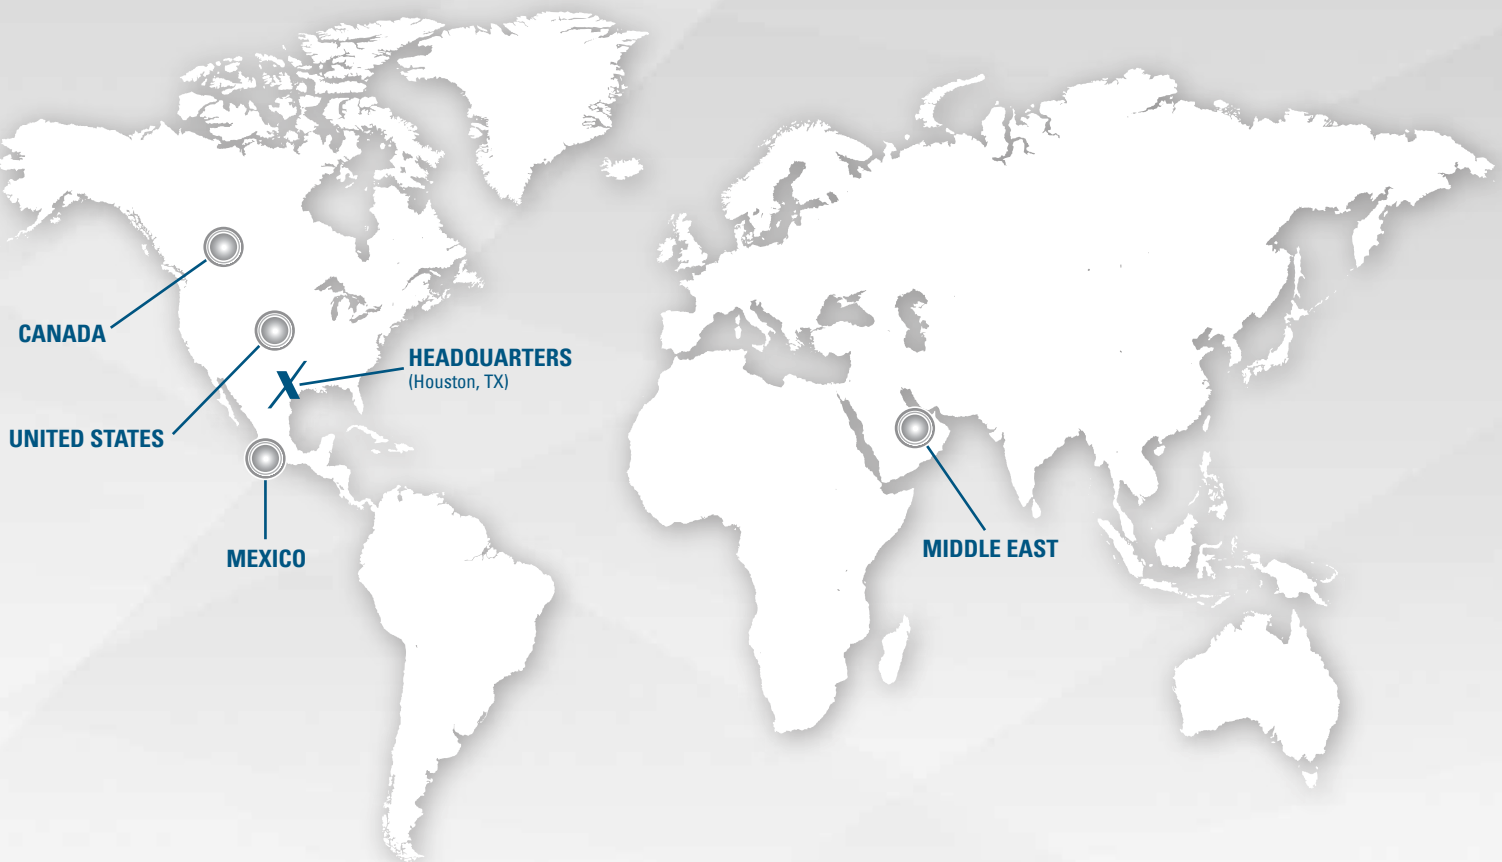 CANADA
HEADQUARTERS
(Houston, TX)
UNITED STATES
MEXICO
MIDDLE EAST